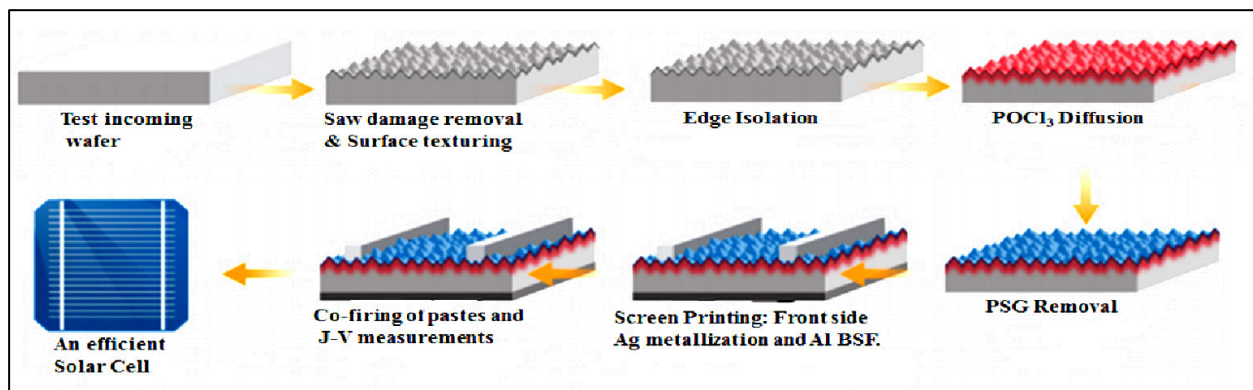 Test incoming
wafer
Saw damage removal
& Surface texturing
Edge Isolation
POCl₃ Diffusion
An efficient
Solar Cell
Co-firing of pastes and
J-V measurements
Screen Printing: Front side
Ag metallization and Al BSF.
PSG Removal